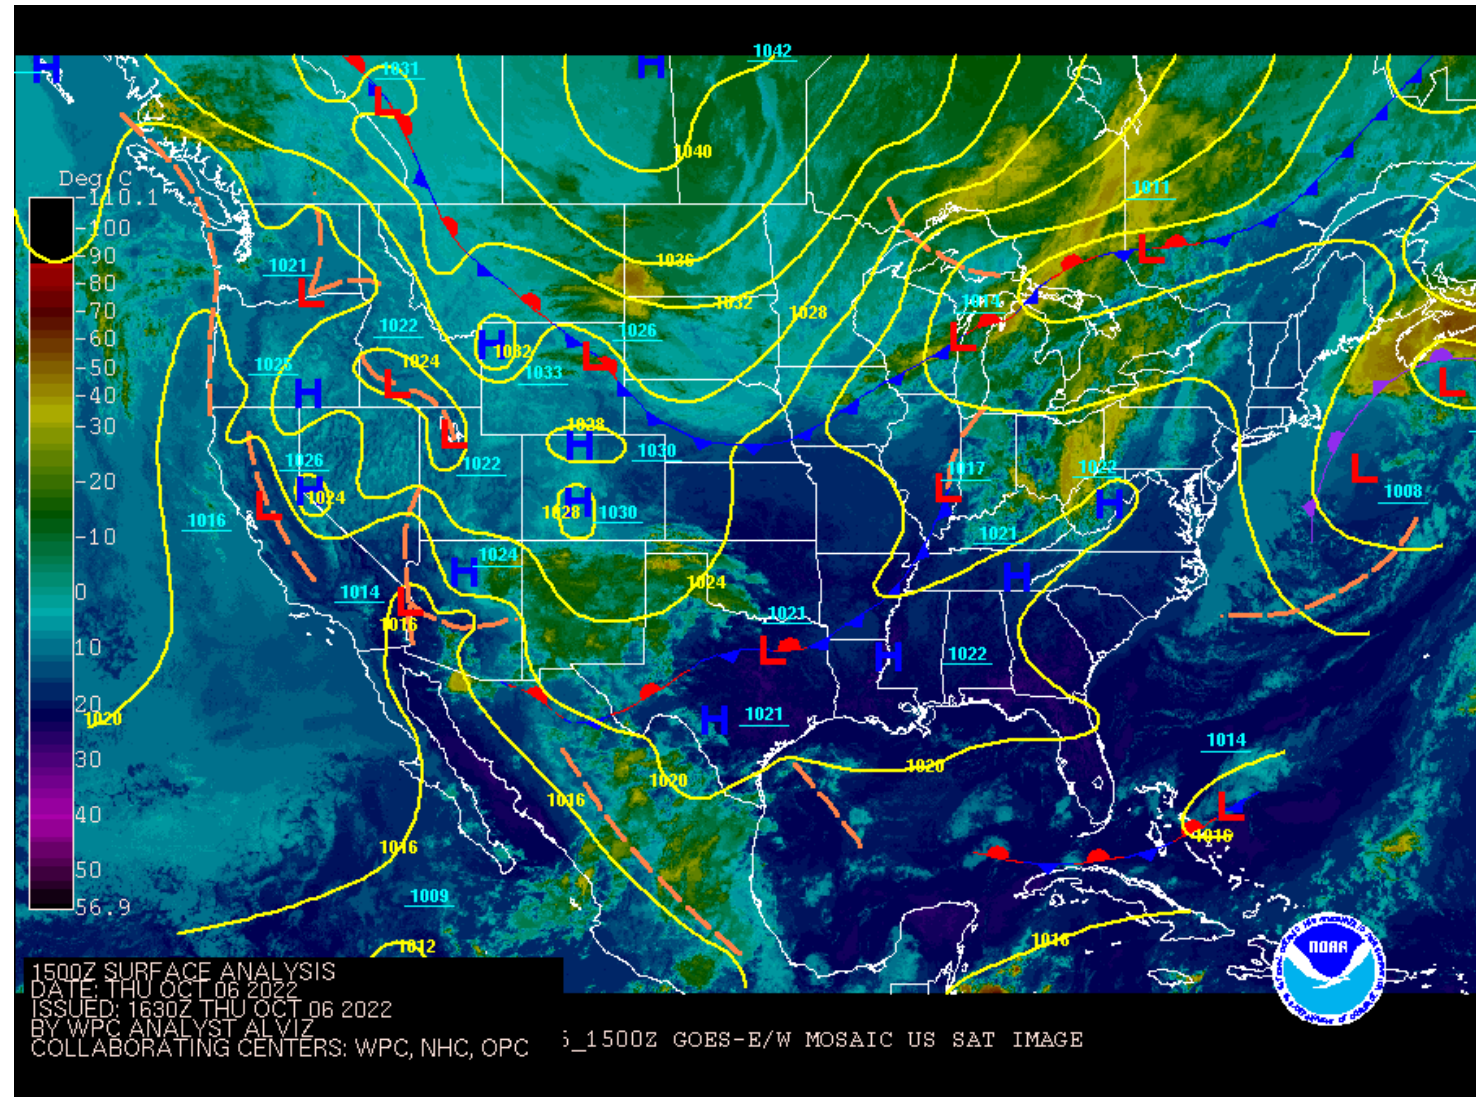 1042
1031
H
H
L
1040
Deg C
-110.1
-100
-90
-80
-70
-60
-50
-40
-30
-20
-10
0
10
20
30
40
50
56.9
1011
L
1036
1021
L
1032
1028
1014
L
1022
1026
H
1032
L
1033
1024
L
1025
H
L
1028
H
1030
L
1022
1026
H
1024
L
1016
H
1028
1030
1017
L
1022
H
L
1008
1021
H
1024
H
1024
1014
L
1016
1021
L
H
1022
H
1021
1020
1014
1020
1020
1016
L
1016
1016
1009
1012
1016
NOAA
1500Z SURFACE ANALYSIS
DATE: THU OCT 06 2022
ISSUED: 1630Z THU OCT 06 2022
BY WPC ANALYST ALVIZ
COLLABORATING CENTERS: WPC, NHC, OPC
_1500Z GOES-E/W MOSAIC US SAT IMAGE